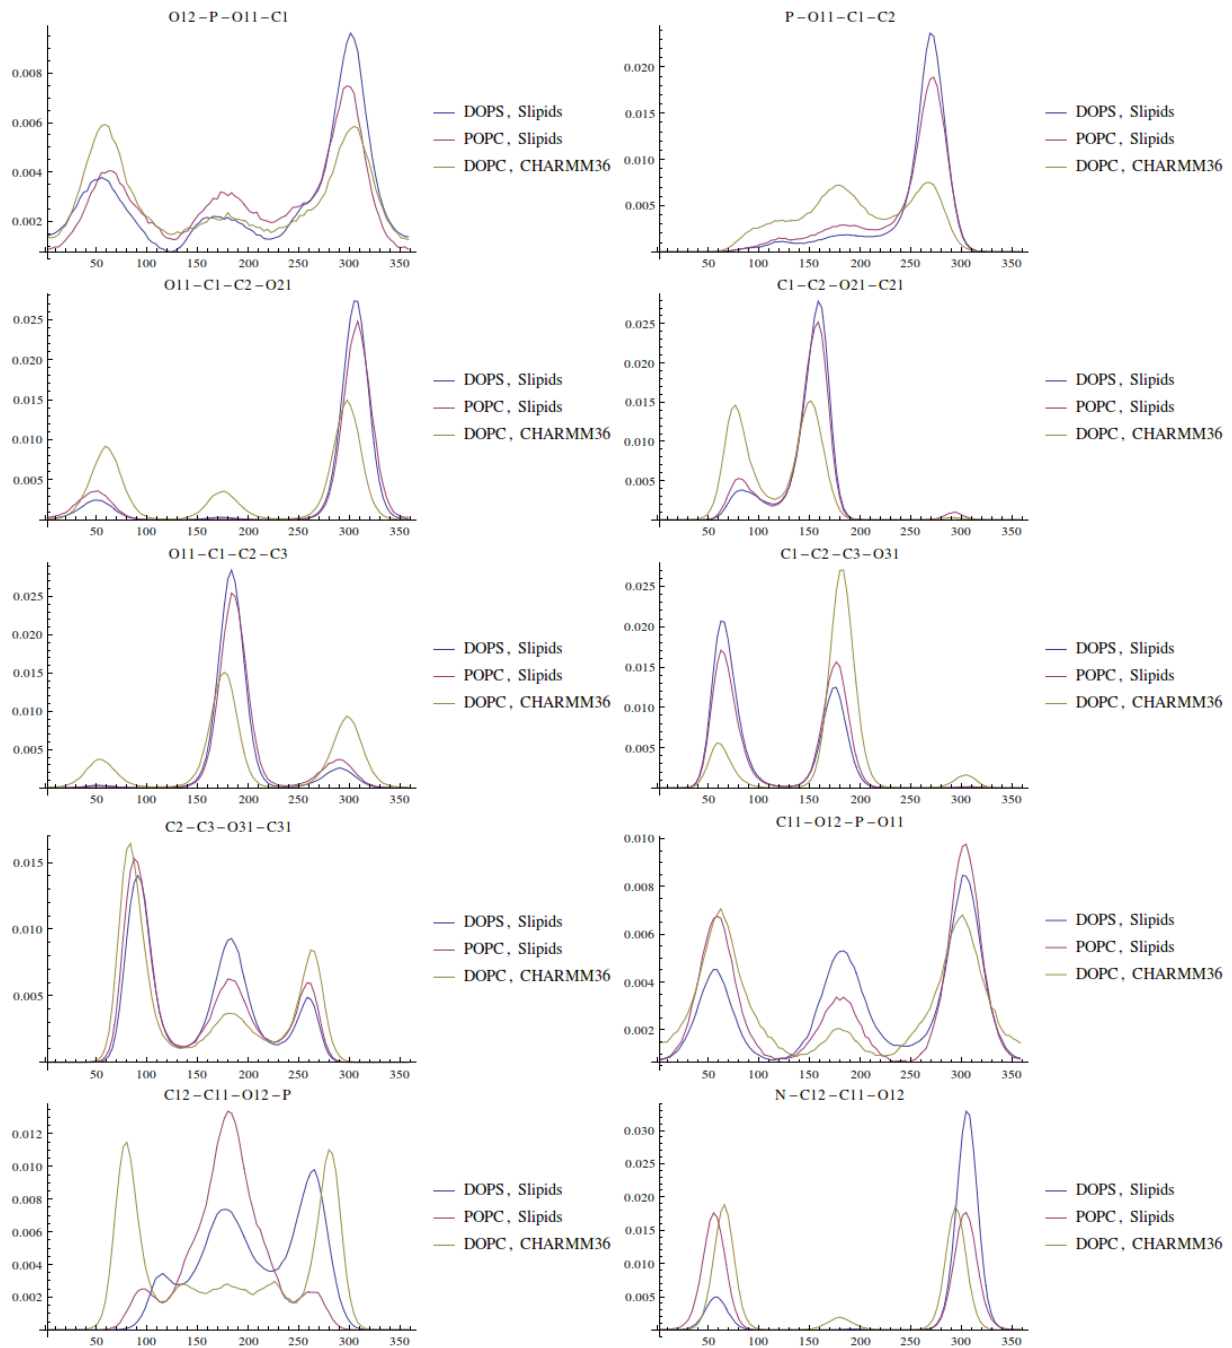 O12-P-O11-C1
0.008
0.006
0.004
0.002
50 100 150 200 250 300 350
DOPS, Slipids
POPC, Slipids
DOPC, CHARMM36
P-O11-C1-C2
0.020
0.015
0.010
0.005
50 100 150 200 250 300 350
DOPS, Slipids
POPC, Slipids
DOPC, CHARMM36
O11-C1-C2-O21
0.025
0.020
0.015
0.010
0.005
50 100 150 200 250 300 350
DOPS, Slipids
POPC, Slipids
DOPC, CHARMM36
C1-C2-O21-C21
0.025
0.020
0.015
0.010
0.005
50 100 150 200 250 300 350
DOPS, Slipids
POPC, Slipids
DOPC, CHARMM36
O11-C1-C2-C3
0.025
0.020
0.015
0.010
0.005
50 100 150 200 250 300 350
DOPS, Slipids
POPC, Slipids
DOPC, CHARMM36
C1-C2-C3-O31
0.025
0.020
0.015
0.010
0.005
50 100 150 200 250 300 350
DOPS, Slipids
POPC, Slipids
DOPC, CHARMM36
C2-C3-O31-C31
0.015
0.010
0.005
50 100 150 200 250 300 350
DOPS, Slipids
POPC, Slipids
DOPC, CHARMM36
C11-O12-P-O11
0.010
0.008
0.006
0.004
0.002
50 100 150 200 250 300 350
DOPS, Slipids
POPC, Slipids
DOPC, CHARMM36
C12-C11-O12-P
0.012
0.010
0.008
0.006
0.004
0.002
50 100 150 200 250 300 350
DOPS, Slipids
POPC, Slipids
DOPC, CHARMM36
N-C12-C11-O12
0.030
0.025
0.020
0.015
0.010
0.005
50 100 150 200 250 300 350
DOPS, Slipids
POPC, Slipids
DOPC, CHARMM36